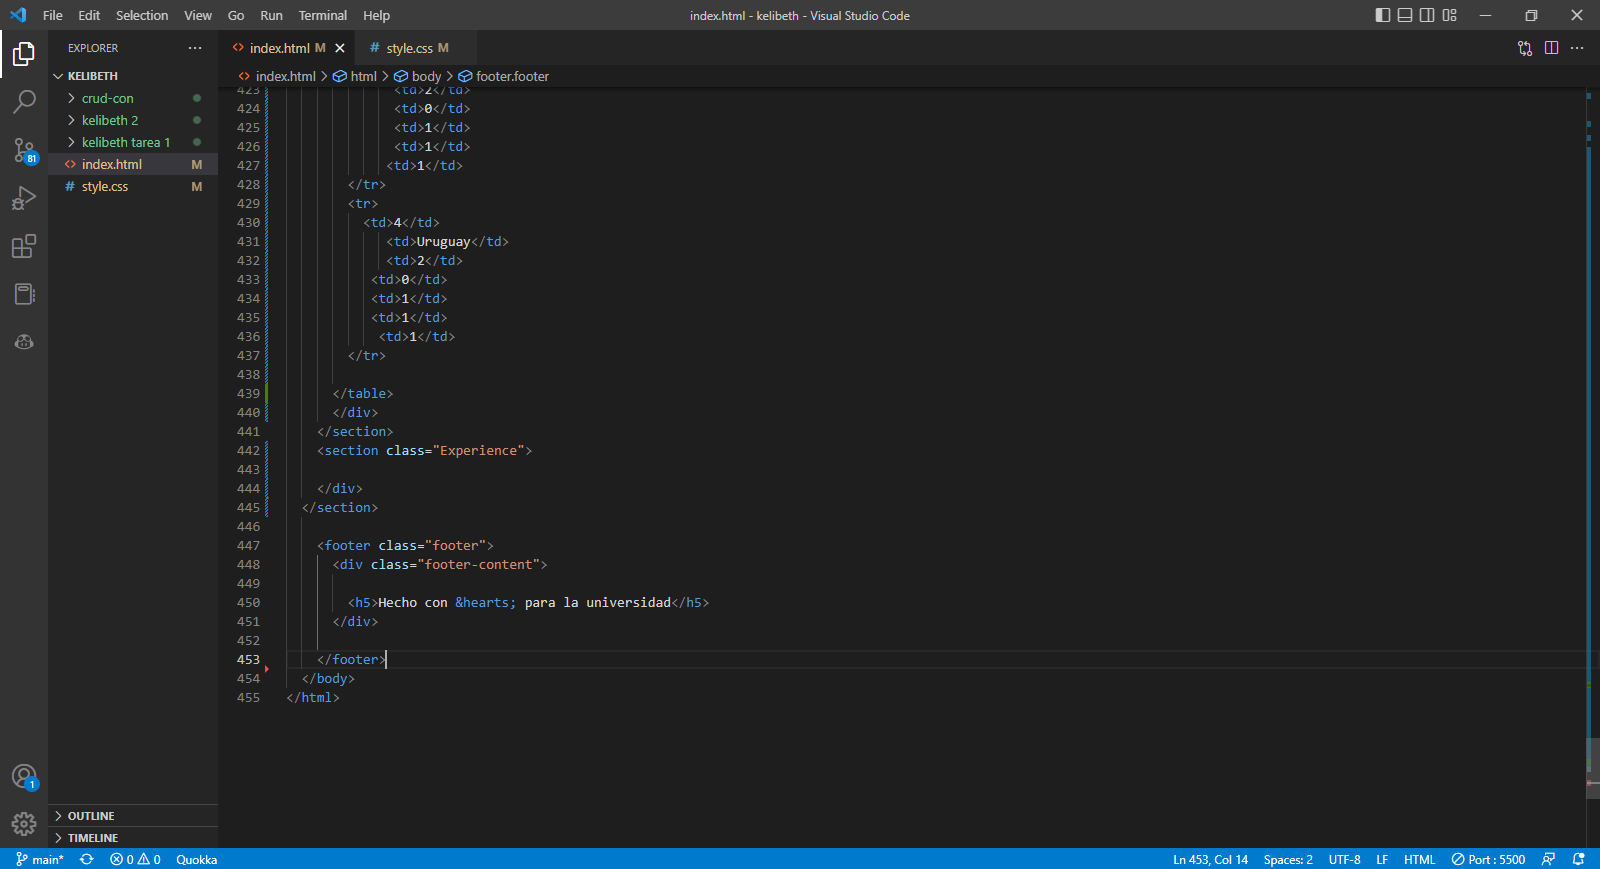 File Edit Selection View Go Run Terminal Help
index.html - kelibeth - Visual Studio Code
EXPLORER
KELIBETH
crud-con
kelibeth 2
kelibeth tarea 1
index.html M
style.css M
OUTLINE
TIMELINE
81
1
index.html M
style.css M
index.html > html > body > footer.footer
423 <td>2</td>
424 <td>0</td>
425 <td>1</td>
426 <td>1</td>
427 <td>1</td>
428 </tr>
429 <tr>
430 <td>4</td>
431 <td>Uruguay</td>
432 <td>2</td>
433 <td>0</td>
434 <td>1</td>
435 <td>1</td>
436 <td>1</td>
437 </tr>
438
439 </table>
440 </div>
441 </section>
442 <section class="Experience">
443
444 </div>
445 </section>
446
447 <footer class="footer">
448 <div class="footer-content">
449
450 <h5>Hecho con &hearts; para la universidad</h5>
451 </div>
452
453 </footer>
454 </body>
455 </html>
main* 0 0 Quokka
Ln 453, Col 14 Spaces: 2 UTF-8 LF HTML Port : 5500